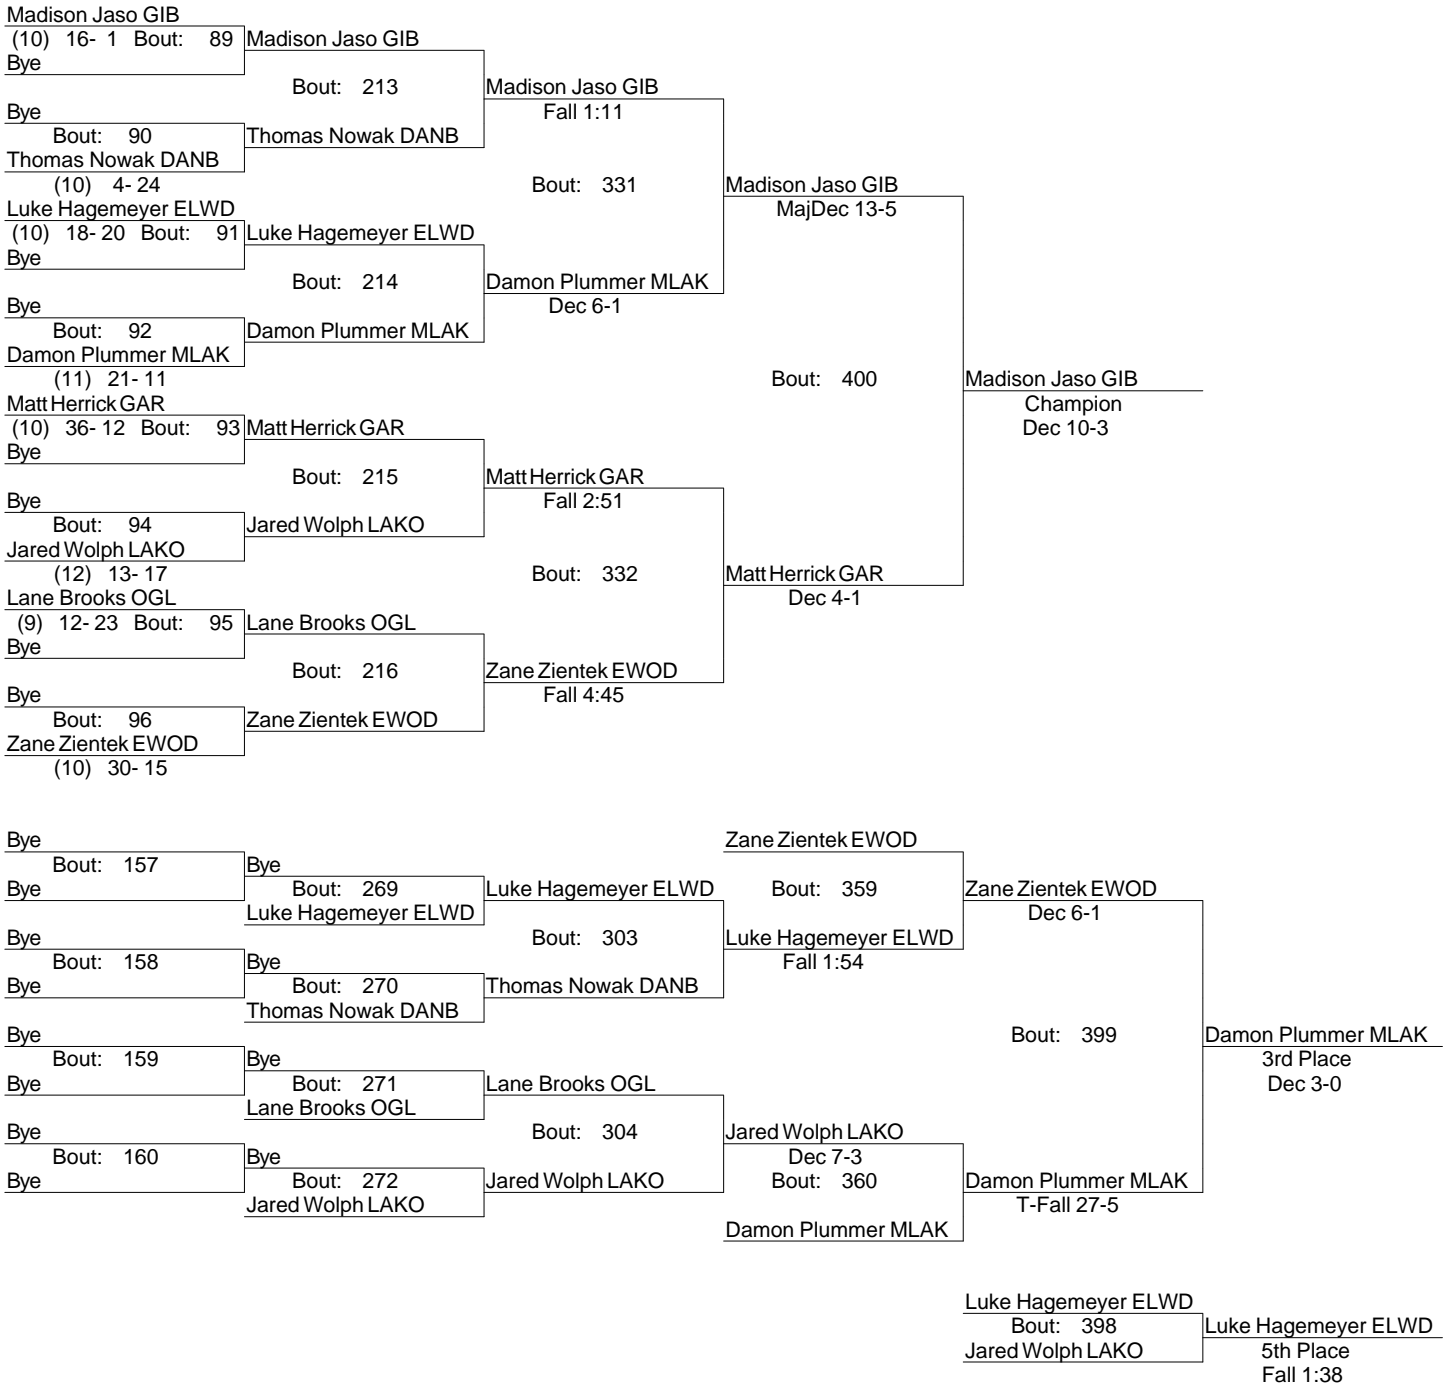 Madison Jaso GIB
(10) 16- 1 Bout: 89 Madison Jaso GIB
Bye
Bout: 213 Madison Jaso GIB
Bye Fall 1:11
Bout: 90 Thomas Nowak DANB
Thomas Nowak DANB
(10) 4- 24 Bout: 331 Madison Jaso GIB
Luke Hagemeyer ELWD MajDec 13-5
(10) 18- 20 Bout: 91 Luke Hagemeyer ELWD
Bye
Bout: 214 Damon Plummer MLAK
Bye Dec 6-1
Bout: 92 Damon Plummer MLAK
Damon Plummer MLAK
(11) 21- 11 Bout: 400 Madison Jaso GIB
Matt Herrick GAR Champion
(10) 36- 12 Bout: 93 Matt Herrick GAR Dec 10-3
Bye
Bout: 215 Matt Herrick GAR
Bye Fall 2:51
Bout: 94 Jared Wolph LAKO
Jared Wolph LAKO
(12) 13- 17 Bout: 332 Matt Herrick GAR
Lane Brooks OGL Dec 4-1
(9) 12- 23 Bout: 95 Lane Brooks OGL
Bye
Bout: 216 Zane Zientek EWOD
Bye Fall 4:45
Bout: 96 Zane Zientek EWOD
Zane Zientek EWOD
(10) 30- 15
Bye Zane Zientek EWOD
Bout: 157 Bye
Bye Bout: 269 Luke Hagemeyer ELWD Bout: 359 Zane Zientek EWOD
Luke Hagemeyer ELWD Dec 6-1
Bye Bout: 303 Luke Hagemeyer ELWD
Bout: 158 Bye Fall 1:54
Bye Bout: 270 Thomas Nowak DANB
Thomas Nowak DANB
Bye Bout: 399 Damon Plummer MLAK
Bout: 159 Bye 3rd Place
Bye Bout: 271 Lane Brooks OGL Dec 3-0
Lane Brooks OGL
Bye Bout: 304 Jared Wolph LAKO
Bout: 160 Bye Dec 7-3
Bye Bout: 272 Jared Wolph LAKO Bout: 360 Damon Plummer MLAK
Jared Wolph LAKO T-Fall 27-5
Damon Plummer MLAK
Luke Hagemeyer ELWD
Bout: 398 Luke Hagemeyer ELWD
Jared Wolph LAKO 5th Place
Fall 1:38